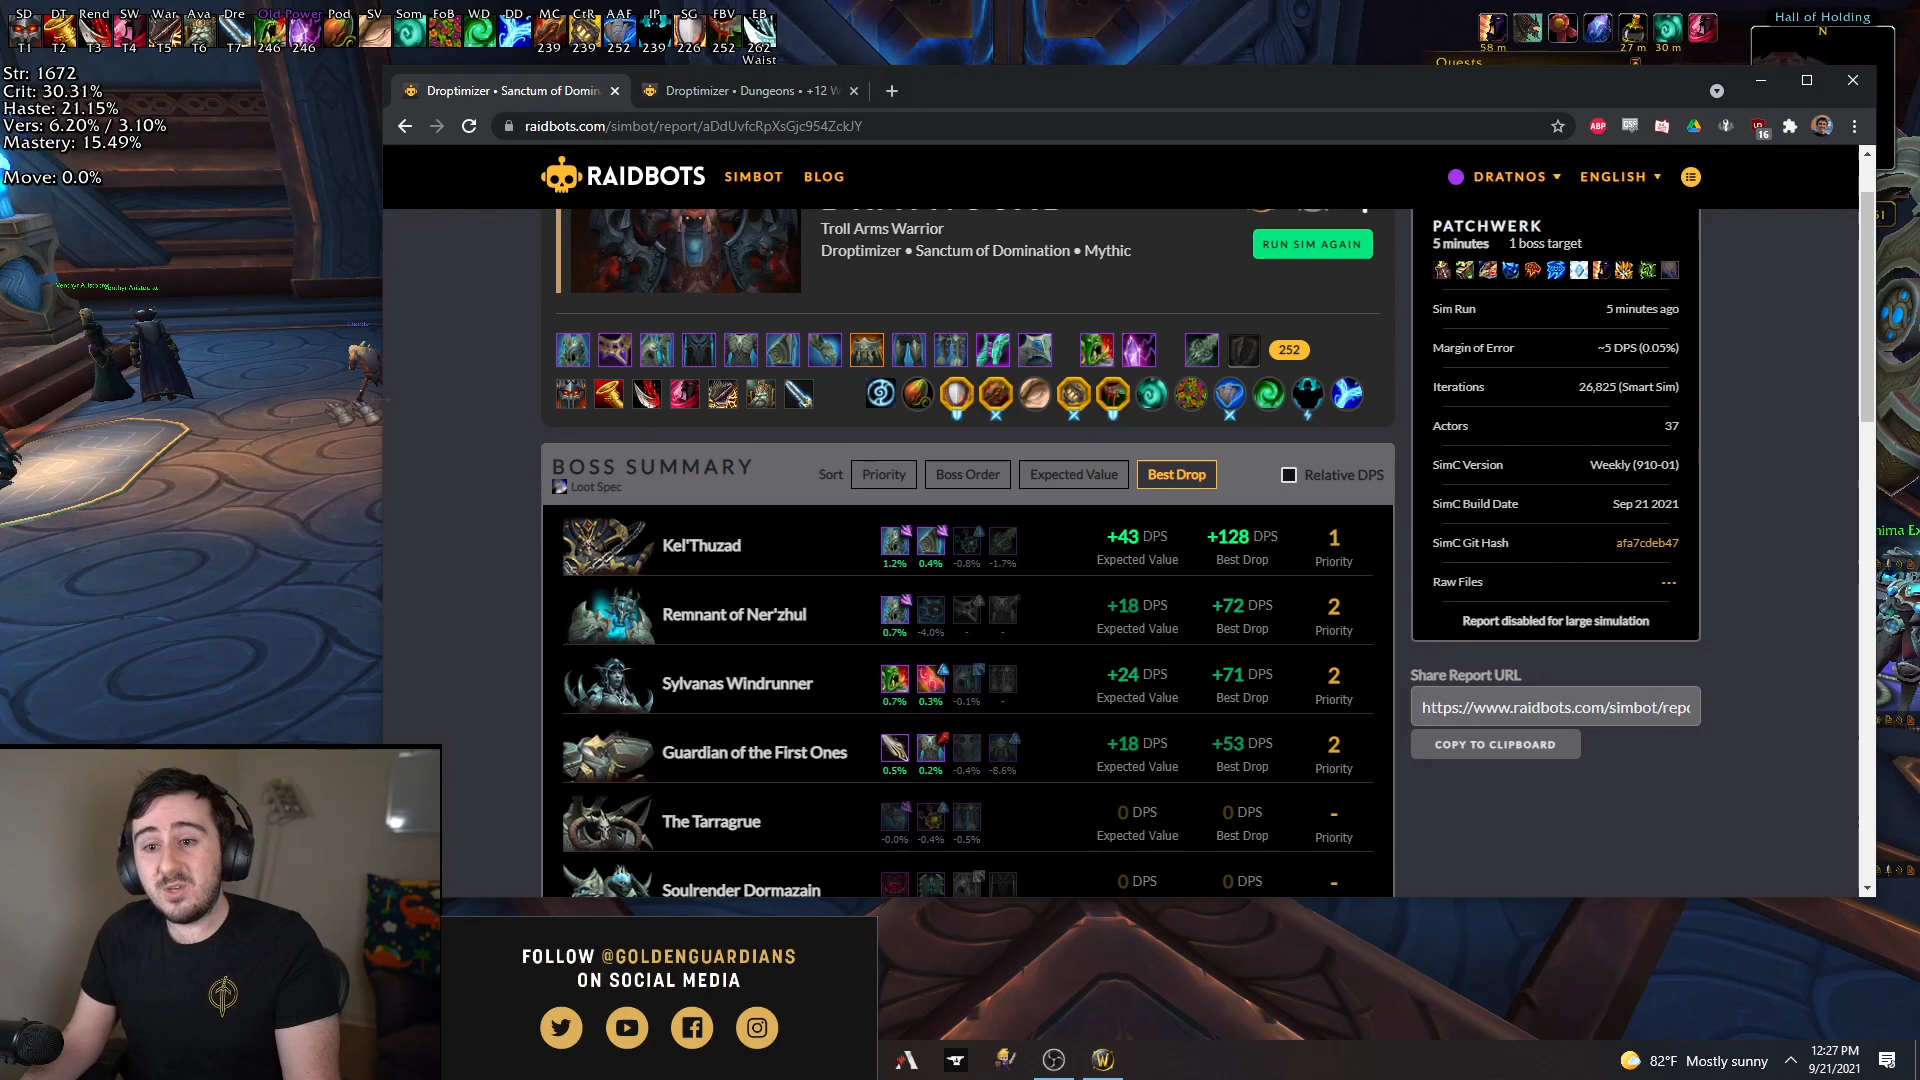 SD DT Rend SW War Ava Dre Old Power Pod SV Som FoB WD DD MC CtR AAF IP SG FBV EB
T1 T2 T3 T4 T5 T6 T7 246 246 239 239 252 239 226 252 262
Waist
Str: 1672
Crit: 30.31%
Haste: 21.15%
Vers: 6.20% / 3.10%
Mastery: 15.49%
Move: 0.0%
58 m 27 m 30 m
Hall of Holding
N
Quests
Droptimizer • Sanctum of Domin
Droptimizer • Dungeons • +12 W
raidbots.com/simbot/report/aDdUvfcRpXsGjc954ZckJY
ABP
16
RAIDBOTS
SIMBOT
BLOG
DRATNOS
ENGLISH
Troll Arms Warrior
Droptimizer • Sanctum of Domination • Mythic
RUN SIM AGAIN
252
BOSS SUMMARY
Loot Spec
Sort
Priority
Boss Order
Expected Value
Best Drop
Relative DPS
Kel'Thuzad
1.2% 0.4% -0.8% -1.7%
+43 DPS
Expected Value
+128 DPS
Best Drop
1
Priority
Remnant of Ner'zhul
0.7% -4.0% - -
+18 DPS
Expected Value
+72 DPS
Best Drop
2
Priority
Sylvanas Windrunner
0.7% 0.3% -0.1% -
+24 DPS
Expected Value
+71 DPS
Best Drop
2
Priority
Guardian of the First Ones
0.5% 0.2% -0.4% -8.6%
+18 DPS
Expected Value
+53 DPS
Best Drop
2
Priority
The Tarragrue
-0.0% -0.4% -0.5%
0 DPS
Expected Value
0 DPS
Best Drop
-
Priority
Soulrender Dormazain
0 DPS
0 DPS
-
PATCHWERK
5 minutes 1 boss target
Sim Run 5 minutes ago
Margin of Error ~5 DPS (0.05%)
Iterations 26,825 (Smart Sim)
Actors 37
SimC Version Weekly (910-01)
SimC Build Date Sep 21 2021
SimC Git Hash afa7cdeb47
Raw Files ---
Report disabled for large simulation
Share Report URL
https://www.raidbots.com/simbot/repo
COPY TO CLIPBOARD
FOLLOW @GOLDENGUARDIANS
ON SOCIAL MEDIA
82°F Mostly sunny
12:27 PM
9/21/2021